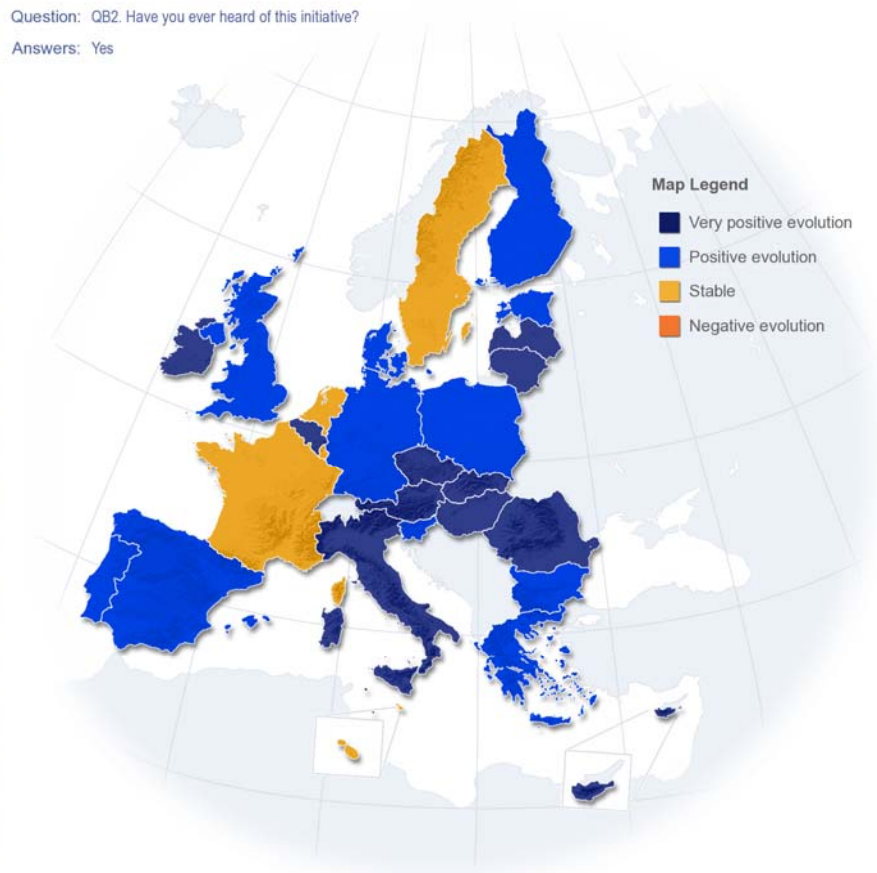 Question: QB2. Have you ever heard of this initiative?
Answers: Yes
Map Legend
Very positive evolution
Positive evolution
Stable
Negative evolution